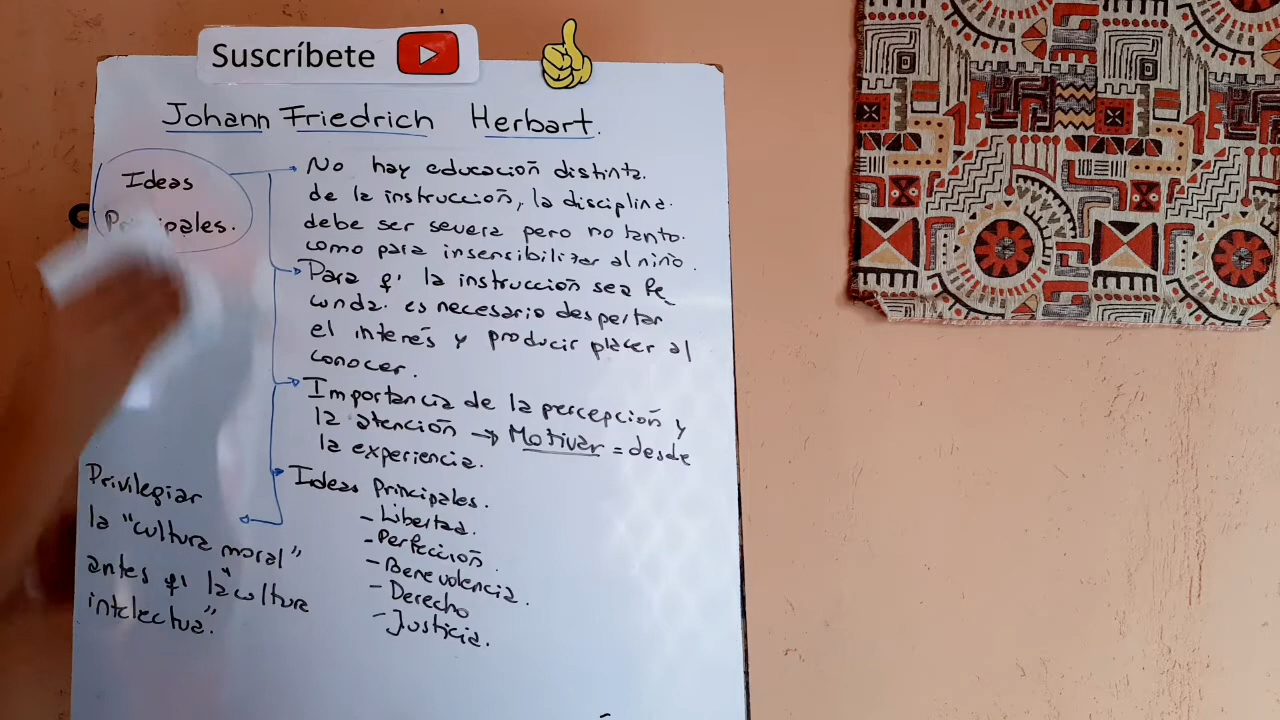 Suscríbete
Johann Friedrich Herbart.
Ideas
Principales.
No hay educación distinta.
de la instrucción, la disciplina.
debe ser severa pero no tanto.
como para insensibilizar al niño.
Para q' la instrucción sea fe
cunda. es necesario despertar
el interés y producir placer al
conocer.
Importancia de la percepción y
la atención → Motivar = desde
la experiencia.
Ideas principales.
- Libertad.
- Perfección.
- Benevolencia.
- Derecho
- Justicia.
Privilegiar
la "cultura moral"
antes q' la "cultura
intelectual".